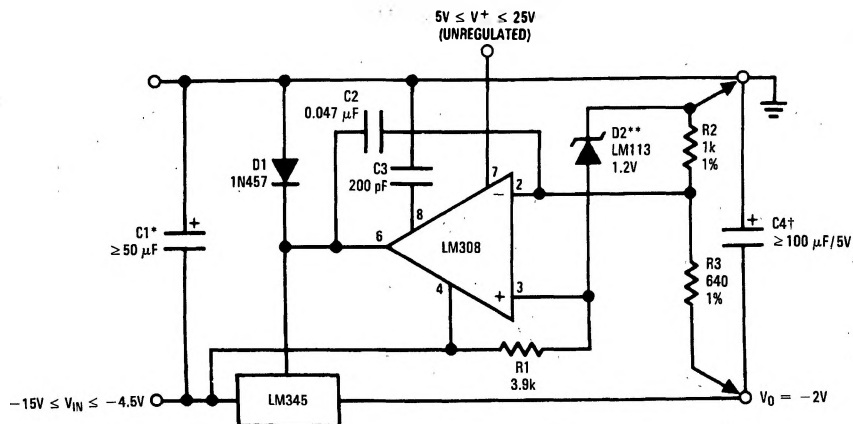 5V ≤ V+ ≤ 25V
(UNREGULATED)
C2
0.047 μF
D1
1N457
C3
200 pF
D2**
LM113
1.2V
R2
1k
1%
C1*
≥50 μF
+
7
2
−
8
6
LM308
4
+
3
R1
3.9k
R3
640
1%
+
C4†
≥100 μF/5V
−15V ≤ VIN ≤ −4.5V
LM345
VO = −2V